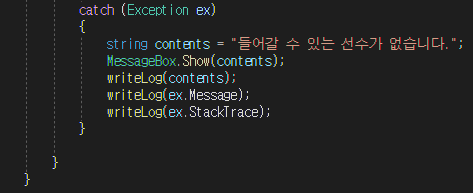 catch (Exception ex)
{
string contents = "들어갈 수 있는 선수가 없습니다.";
MessageBox.Show(contents);
writeLog(contents);
writeLog(ex.Message);
writeLog(ex.StackTrace);
}
}
}